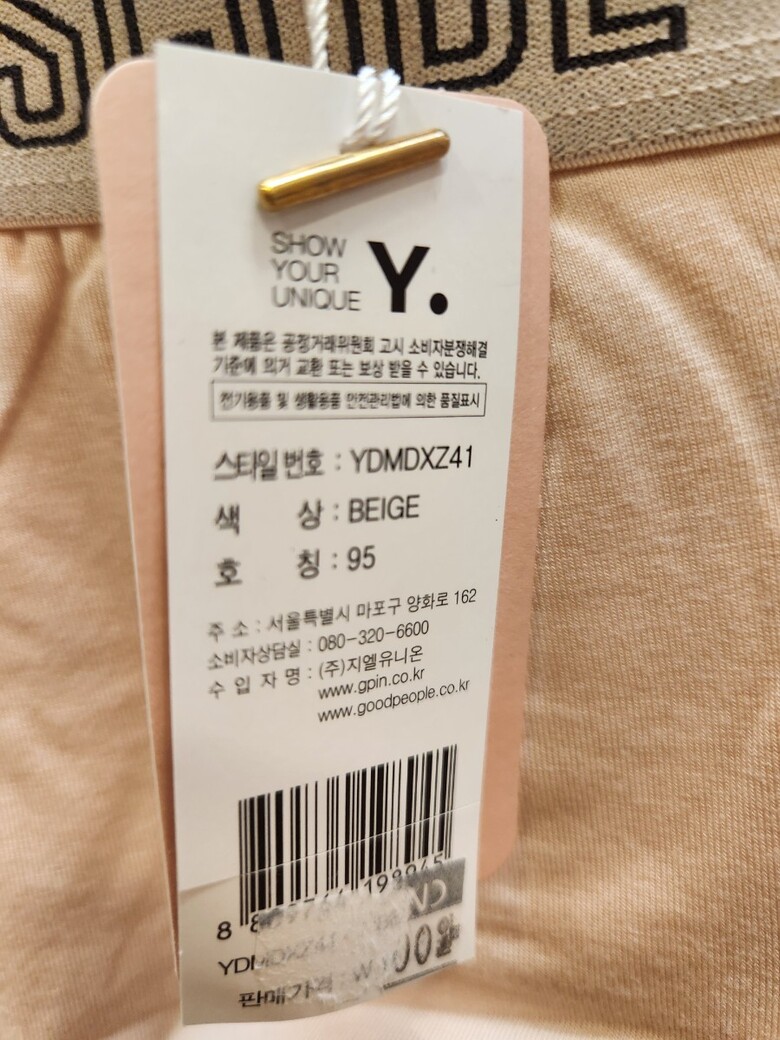 SHOW
YOUR
UNIQUE
Y.
본 제품은 공정거래위원회 고시 소비자분쟁해결
기준에 의거 교환 또는 보상 받을 수 있습니다.
전기용품 및 생활용품 안전관리법에 의한 품질표시
스타일 번호 : YDMDXZ41
색 상 : BEIGE
호 칭 : 95
주 소 : 서울특별시 마포구 양화로 162
소비자상담실 : 080-320-6600
수 입 자 명 : (주)지엘유니온
www.gpin.co.kr
www.goodpeople.co.kr
YDMDXZ41
판매가격